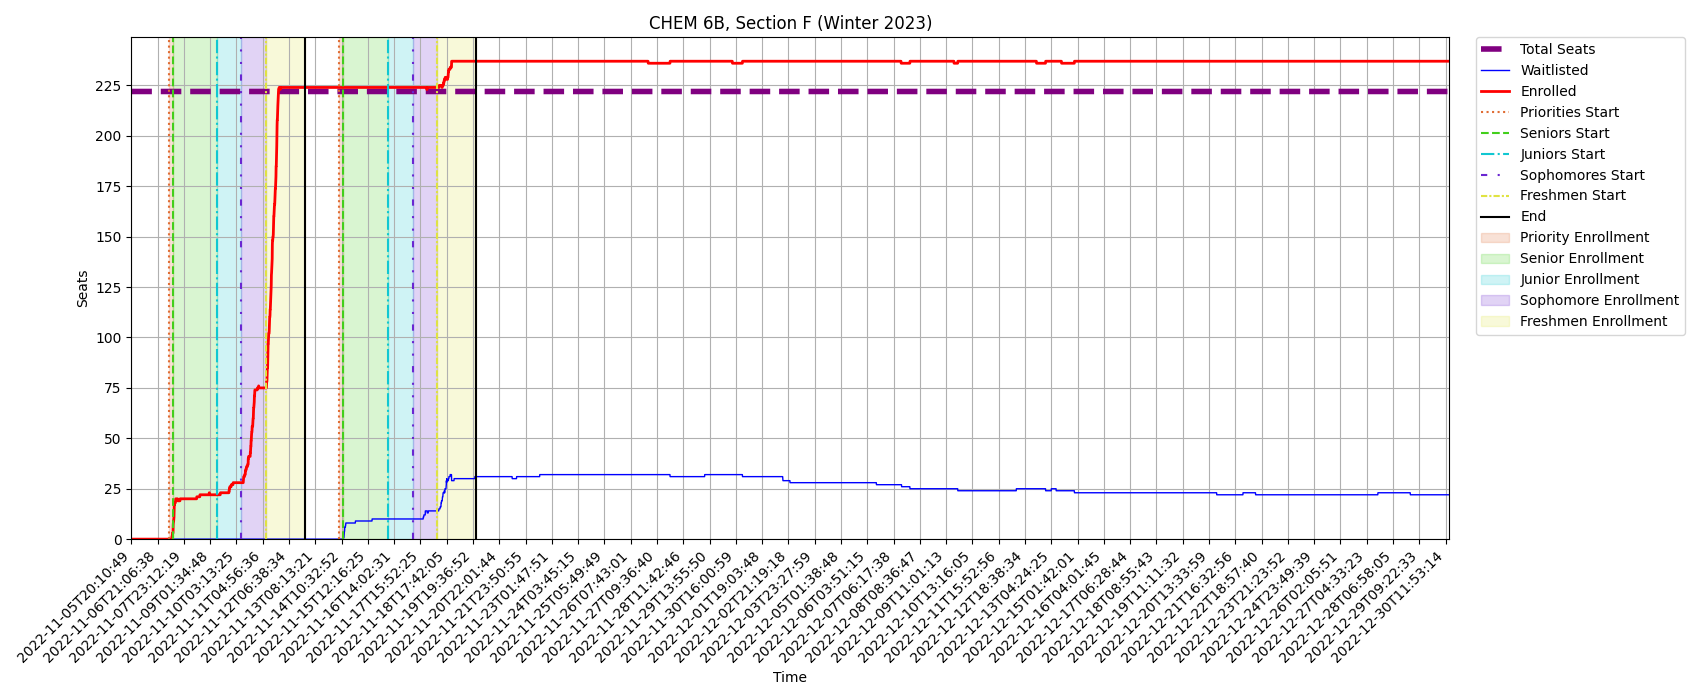 CHEM 6B, Section F (Winter 2023)
Total Seats
Waitlisted
Enrolled
Priorities Start
Seniors Start
Juniors Start
Sophomores Start
Freshmen Start
End
Priority Enrollment
Senior Enrollment
Junior Enrollment
Sophomore Enrollment
Freshmen Enrollment
Seats
225
200
175
150
125
100
75
50
25
0
2022-11-05T20:10:49
2022-11-06T21:06:38
2022-11-07T23:12:19
2022-11-09T01:34:48
2022-11-10T03:13:25
2022-11-11T04:56:36
2022-11-12T06:38:34
2022-11-13T08:13:21
2022-11-14T10:32:52
2022-11-15T12:16:25
2022-11-16T14:02:31
2022-11-17T15:52:25
2022-11-18T17:42:05
2022-11-19T19:36:52
2022-11-20T22:01:44
2022-11-21T23:50:55
2022-11-23T01:47:51
2022-11-24T03:45:15
2022-11-25T05:49:49
2022-11-26T07:43:01
2022-11-27T09:36:40
2022-11-28T11:42:46
2022-11-29T13:55:50
2022-11-30T16:00:59
2022-12-01T19:03:48
2022-12-02T21:19:18
2022-12-03T23:27:59
2022-12-05T01:38:48
2022-12-06T03:51:15
2022-12-07T06:17:38
2022-12-08T08:36:47
2022-12-09T11:01:13
2022-12-10T13:16:05
2022-12-11T15:52:56
2022-12-12T18:38:34
2022-12-13T04:24:25
2022-12-15T01:42:01
2022-12-16T04:01:45
2022-12-17T06:28:44
2022-12-18T08:55:43
2022-12-19T11:11:32
2022-12-20T13:33:59
2022-12-21T16:32:56
2022-12-22T18:57:40
2022-12-23T21:23:52
2022-12-24T23:49:39
2022-12-26T02:05:51
2022-12-27T04:33:23
2022-12-28T06:58:05
2022-12-29T09:22:33
2022-12-30T11:53:14
Time